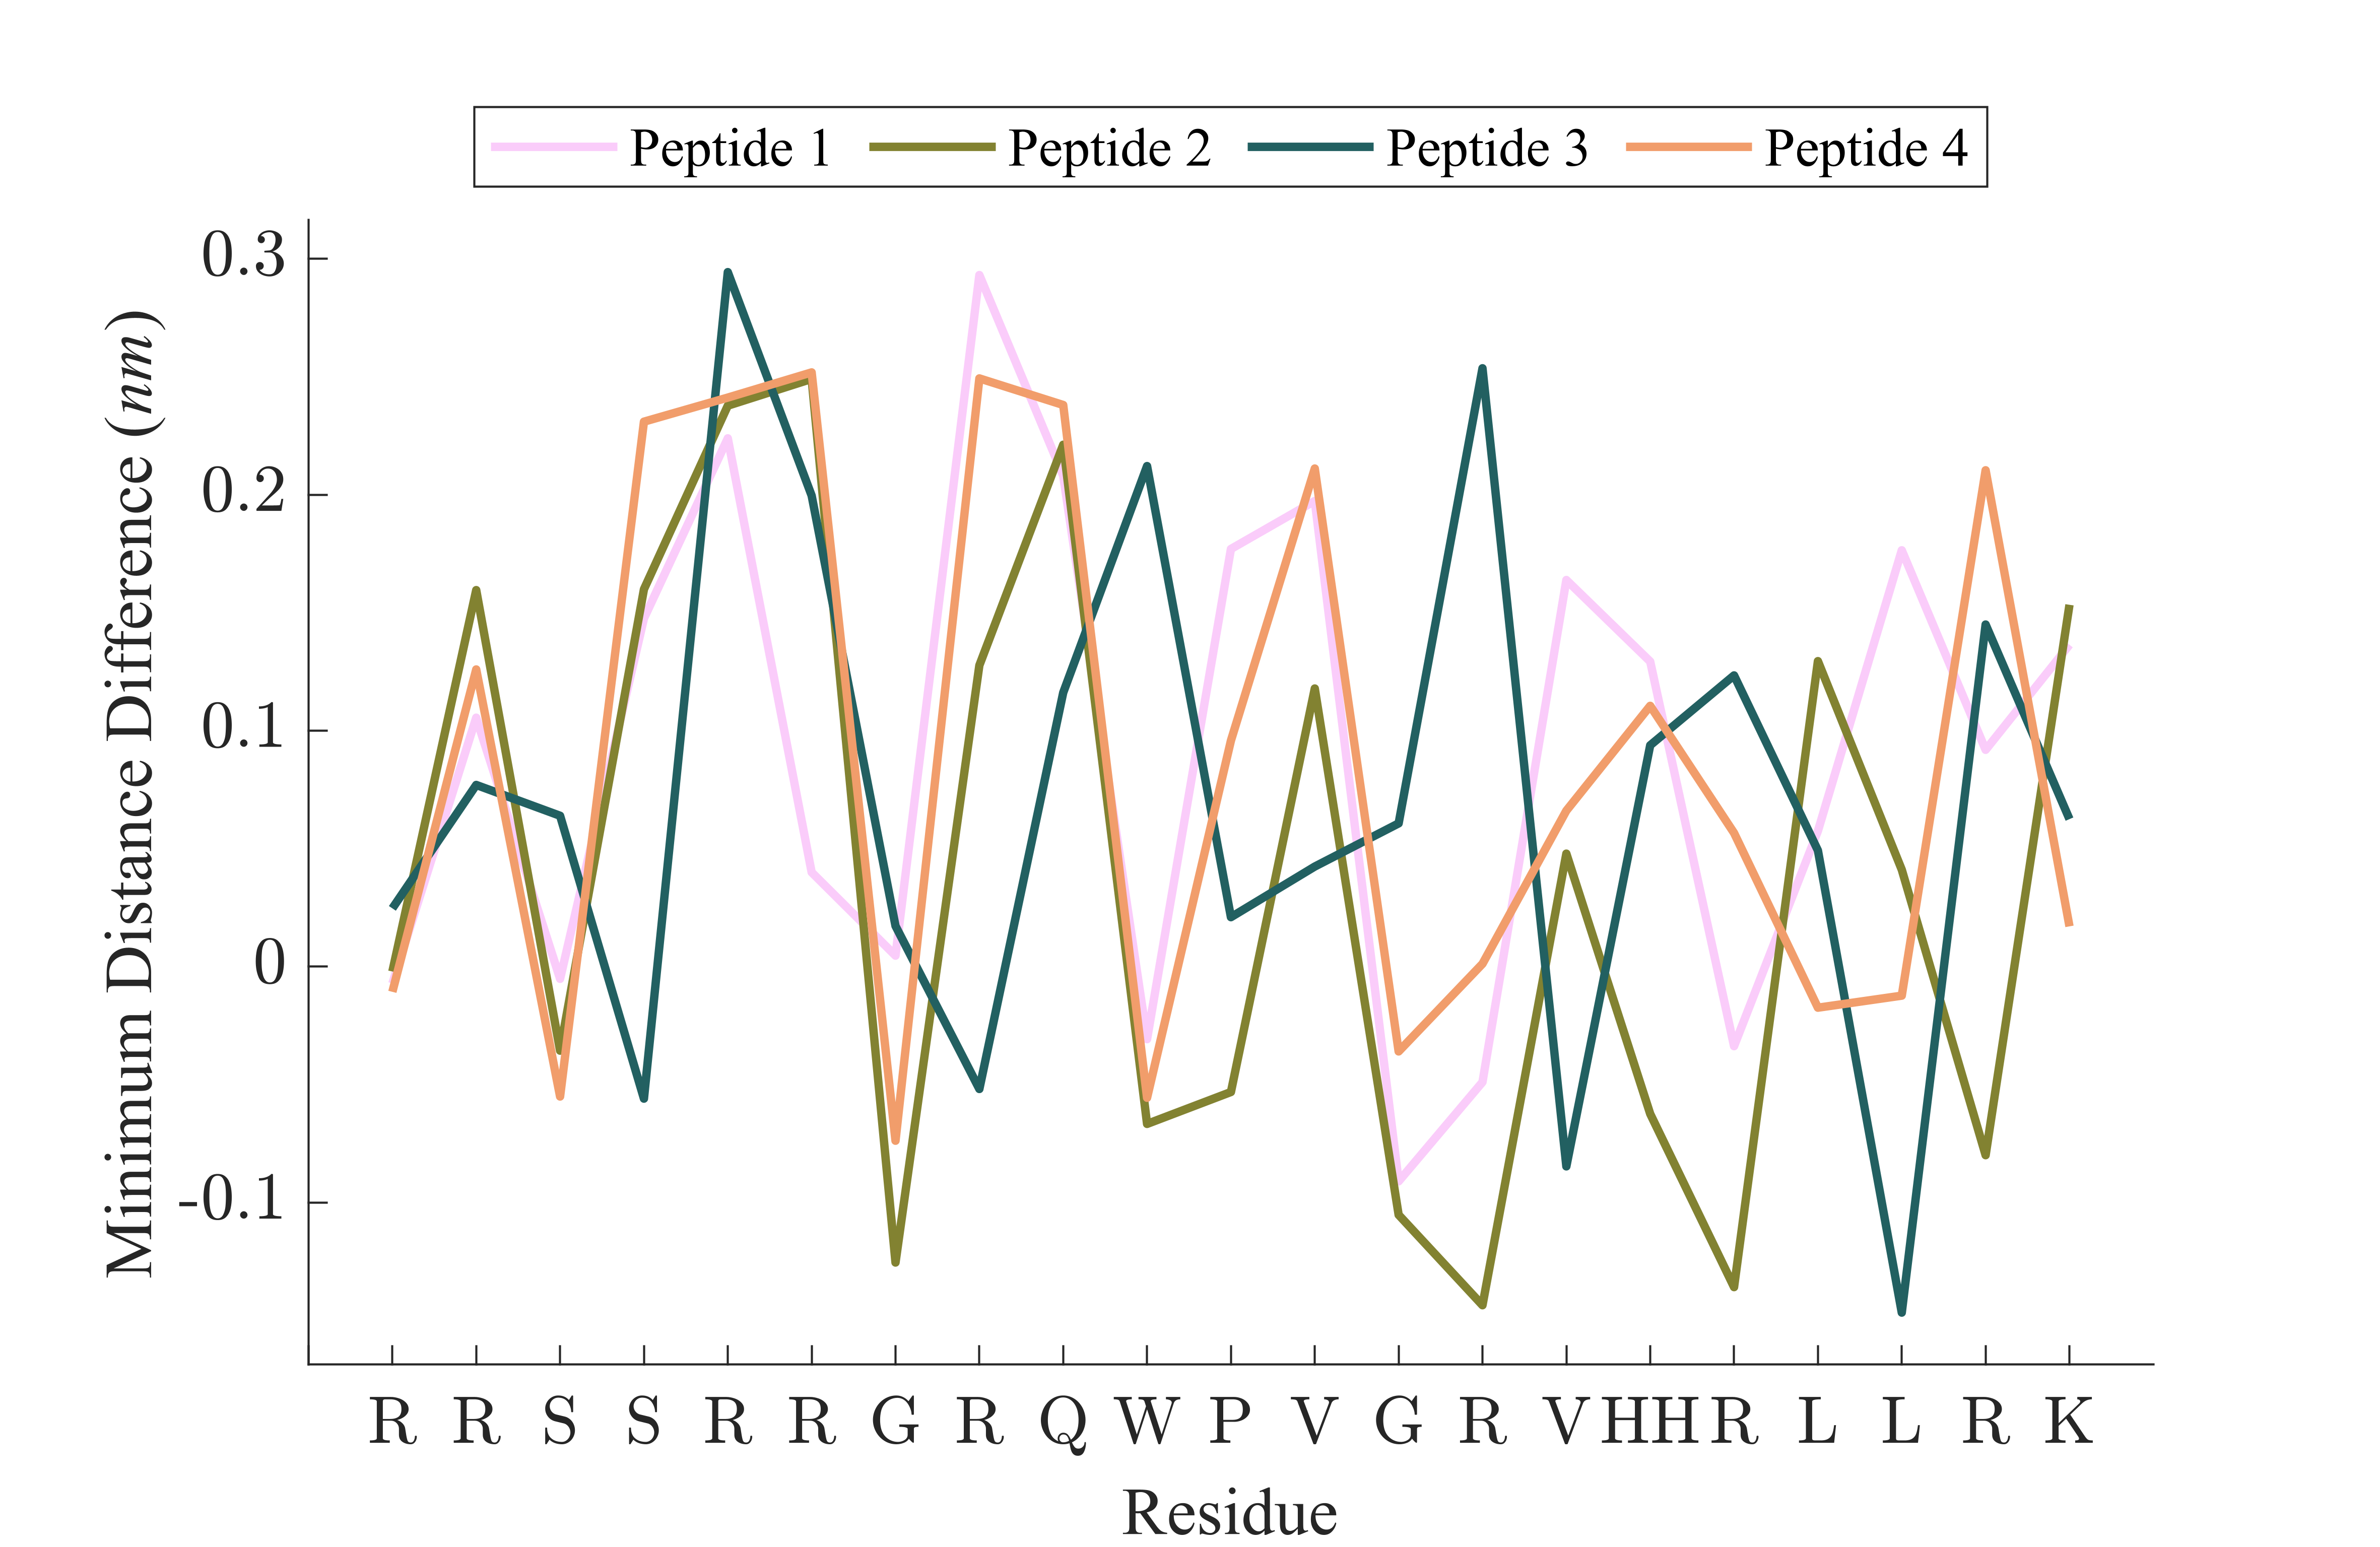 Peptide 1 Peptide 2 Peptide 3 Peptide 4
0.3
0.2
0.1
0
-0.1
Minimum Distance Difference (nm)
R R S S R R G R Q W P V G R V HH R L L R K
Residue